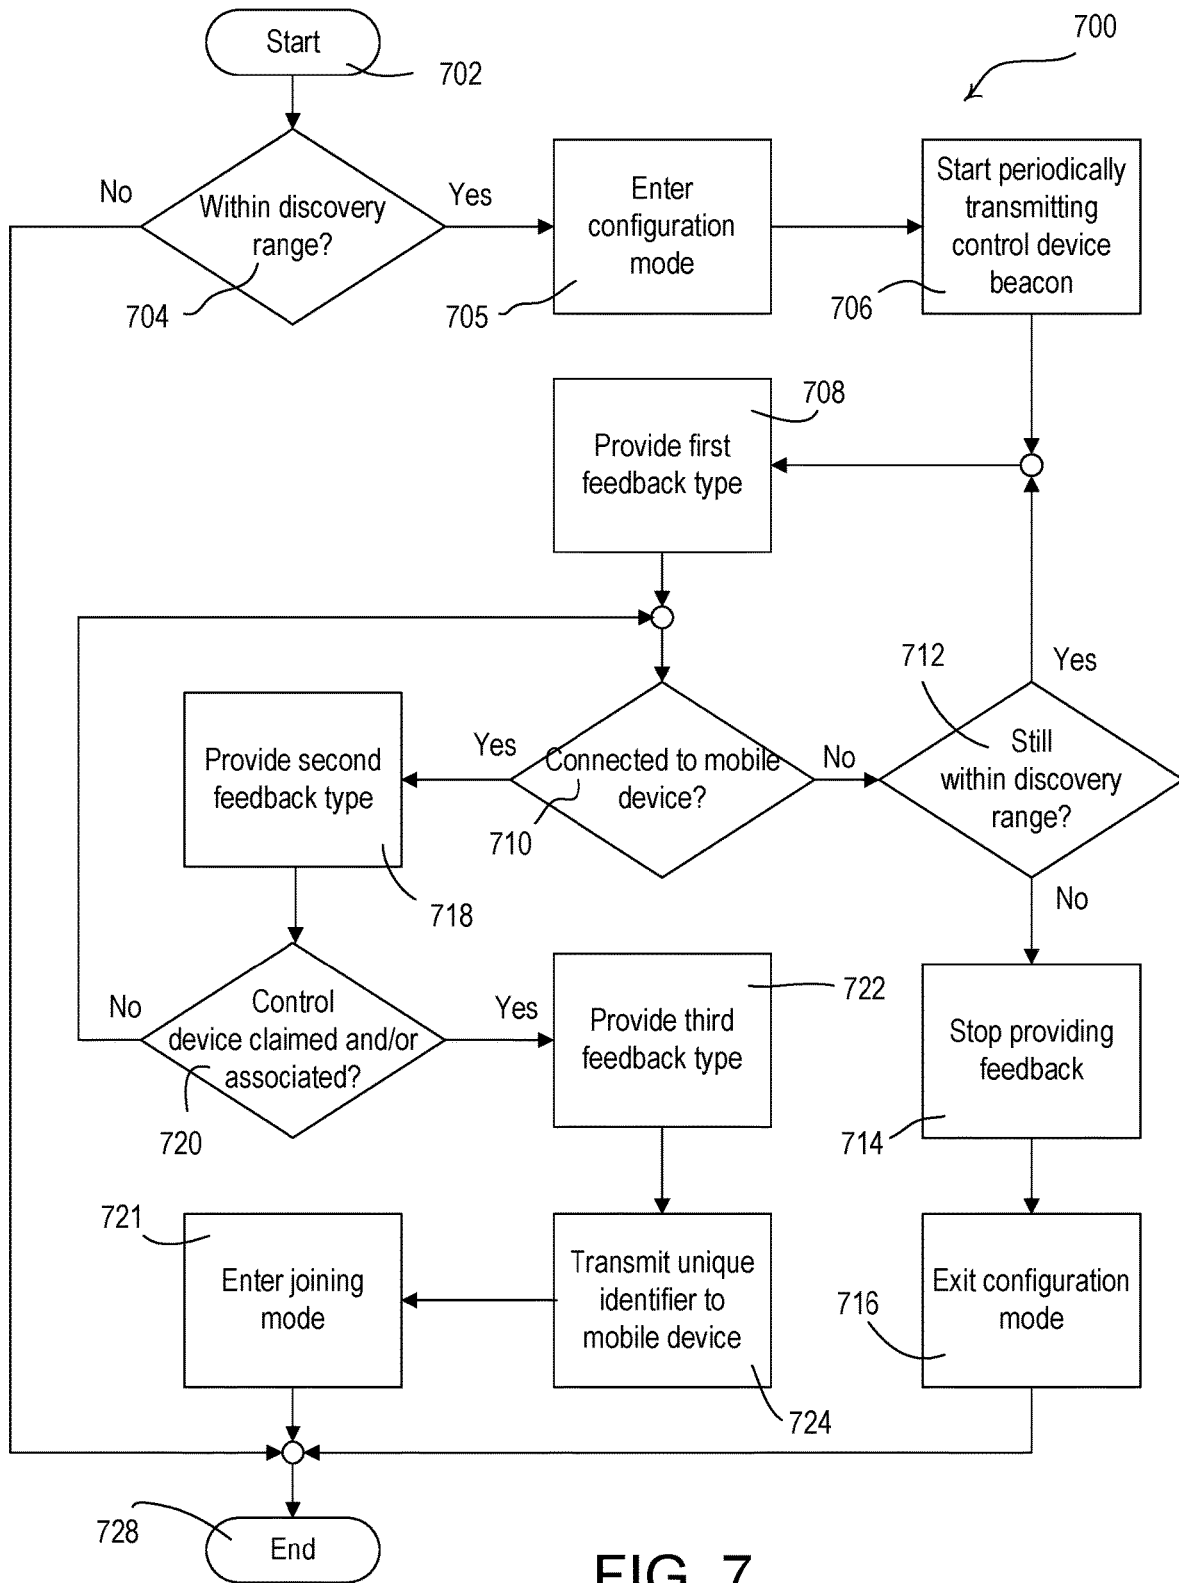 Start
702
700
No
Within discovery
range?
704
Yes
Enter
configuration
mode
705
Start periodically
transmitting
control device
beacon
706
708
Provide first
feedback type
712
Yes
Provide second
feedback type
718
Yes
Connected to mobile
device?
710
No
Still
within discovery
range?
No
No
Control
device claimed and/or
associated?
720
Yes
Provide third
feedback type
722
Stop providing
feedback
714
721
Enter joining
mode
Transmit unique
identifier to
mobile device
724
Exit configuration
mode
716
728
End
FIG. 7